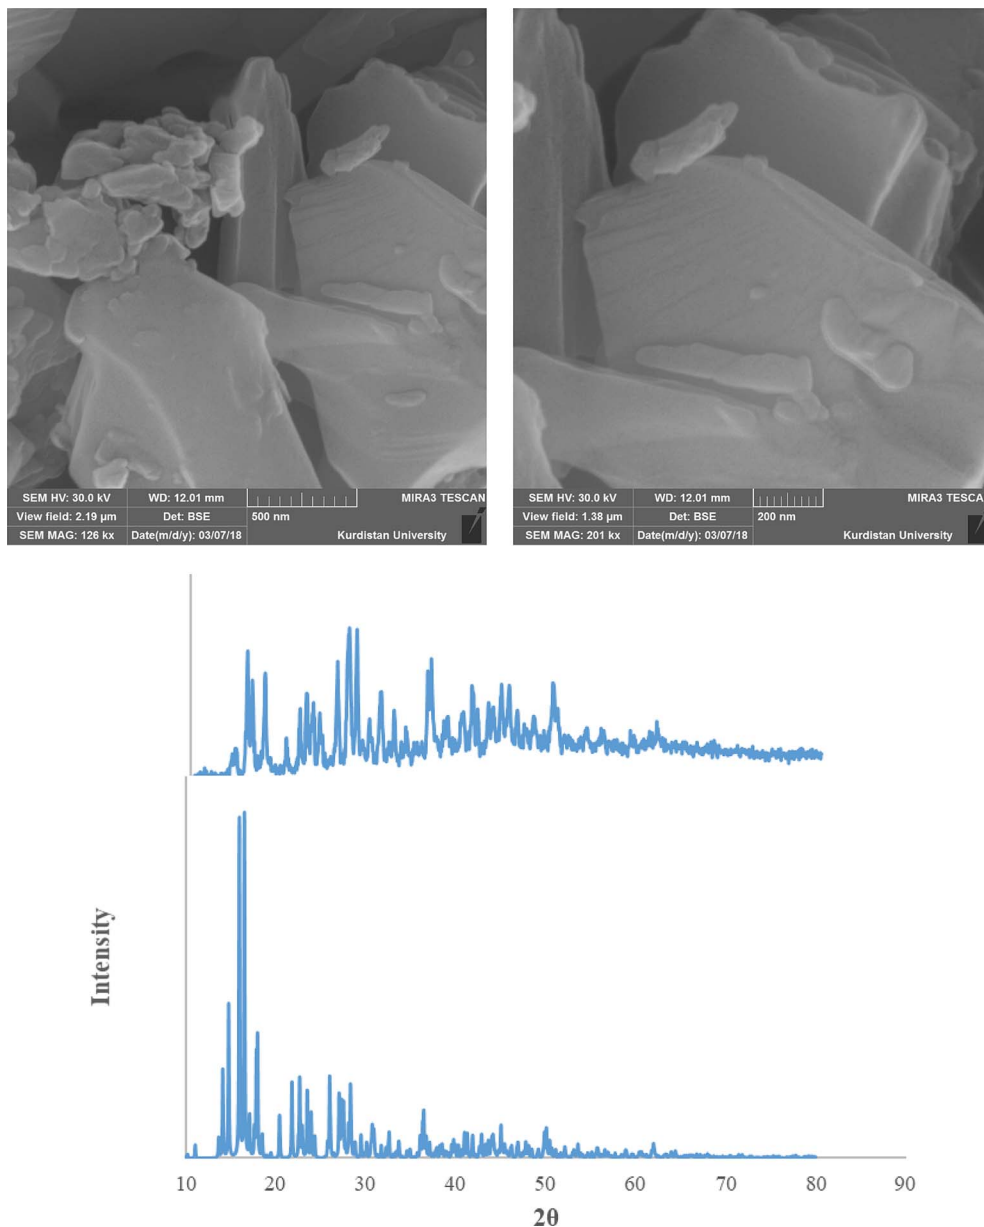 SEM HV: 30.0 kV WD: 12.01 mm MIRA3 TESCAN
View field: 2.19 µm Det: BSE 500 nm
SEM MAG: 126 kx Date(m/d/y): 03/07/18 Kurdistan University
SEM HV: 30.0 kV WD: 12.01 mm MIRA3 TESCA
View field: 1.38 µm Det: BSE 200 nm
SEM MAG: 201 kx Date(m/d/y): 03/07/18 Kurdistan University
Intensity
10 20 30 40 50 60 70 80 90
2θ